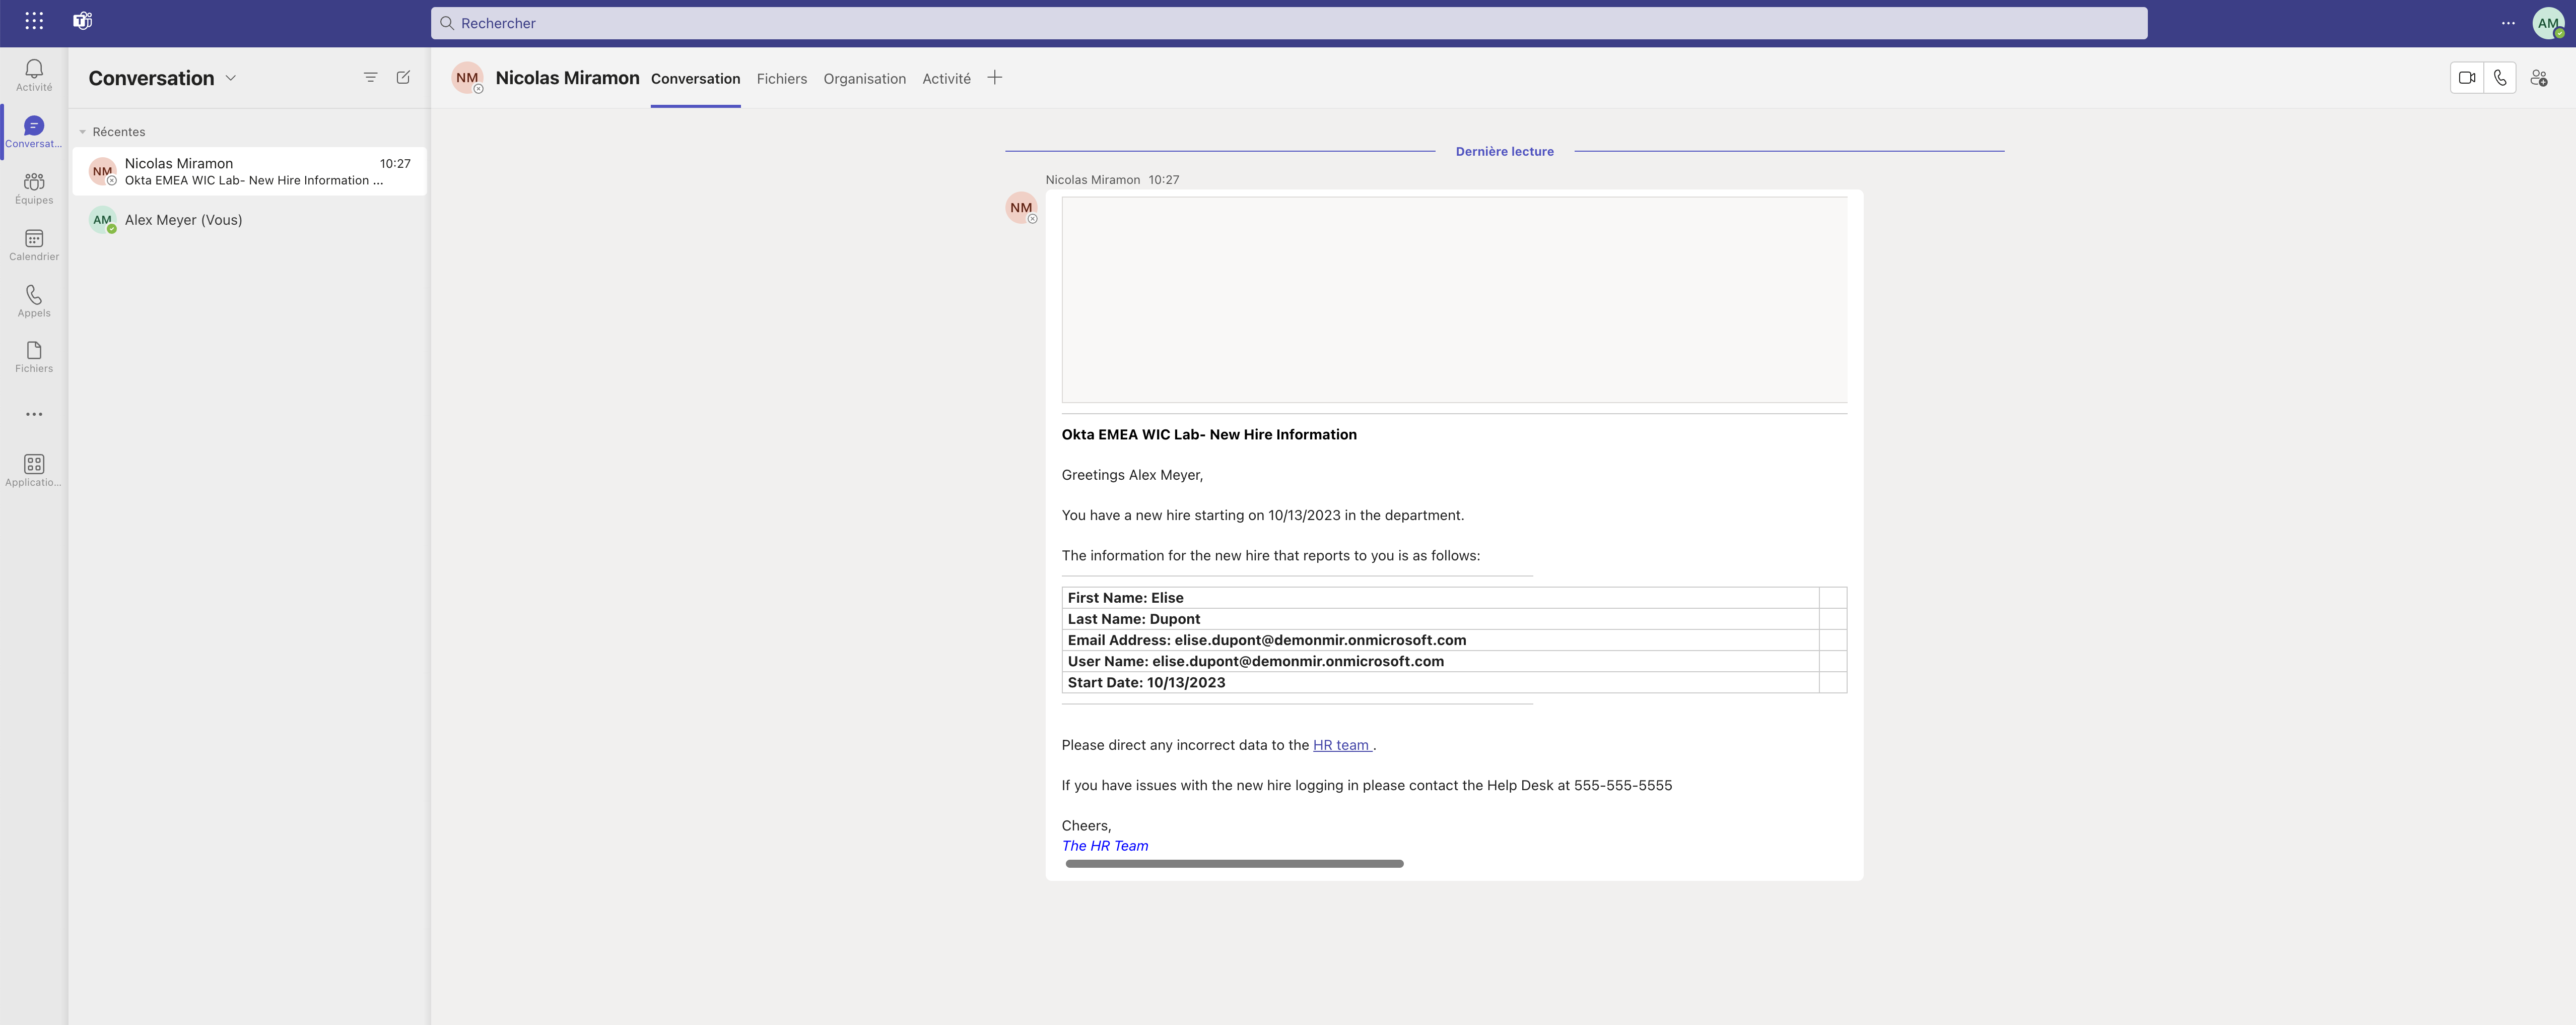 Rechercher
AM
Activité
Conversat...
Équipes
Calendrier
Appels
Fichiers
Applicatio...
Conversation
Récentes
NM
Nicolas Miramon
10:27
Okta EMEA WIC Lab- New Hire Information ...
AM
Alex Meyer (Vous)
NM
Nicolas Miramon
Conversation
Fichiers
Organisation
Activité
Dernière lecture
Nicolas Miramon 10:27
NM
Okta EMEA WIC Lab- New Hire Information
Greetings Alex Meyer,
You have a new hire starting on 10/13/2023 in the department.
The information for the new hire that reports to you is as follows:
First Name: Elise
Last Name: Dupont
Email Address: elise.dupont@demonmir.onmicrosoft.com
User Name: elise.dupont@demonmir.onmicrosoft.com
Start Date: 10/13/2023
Please direct any incorrect data to the HR team .
If you have issues with the new hire logging in please contact the Help Desk at 555-555-5555
Cheers,
The HR Team